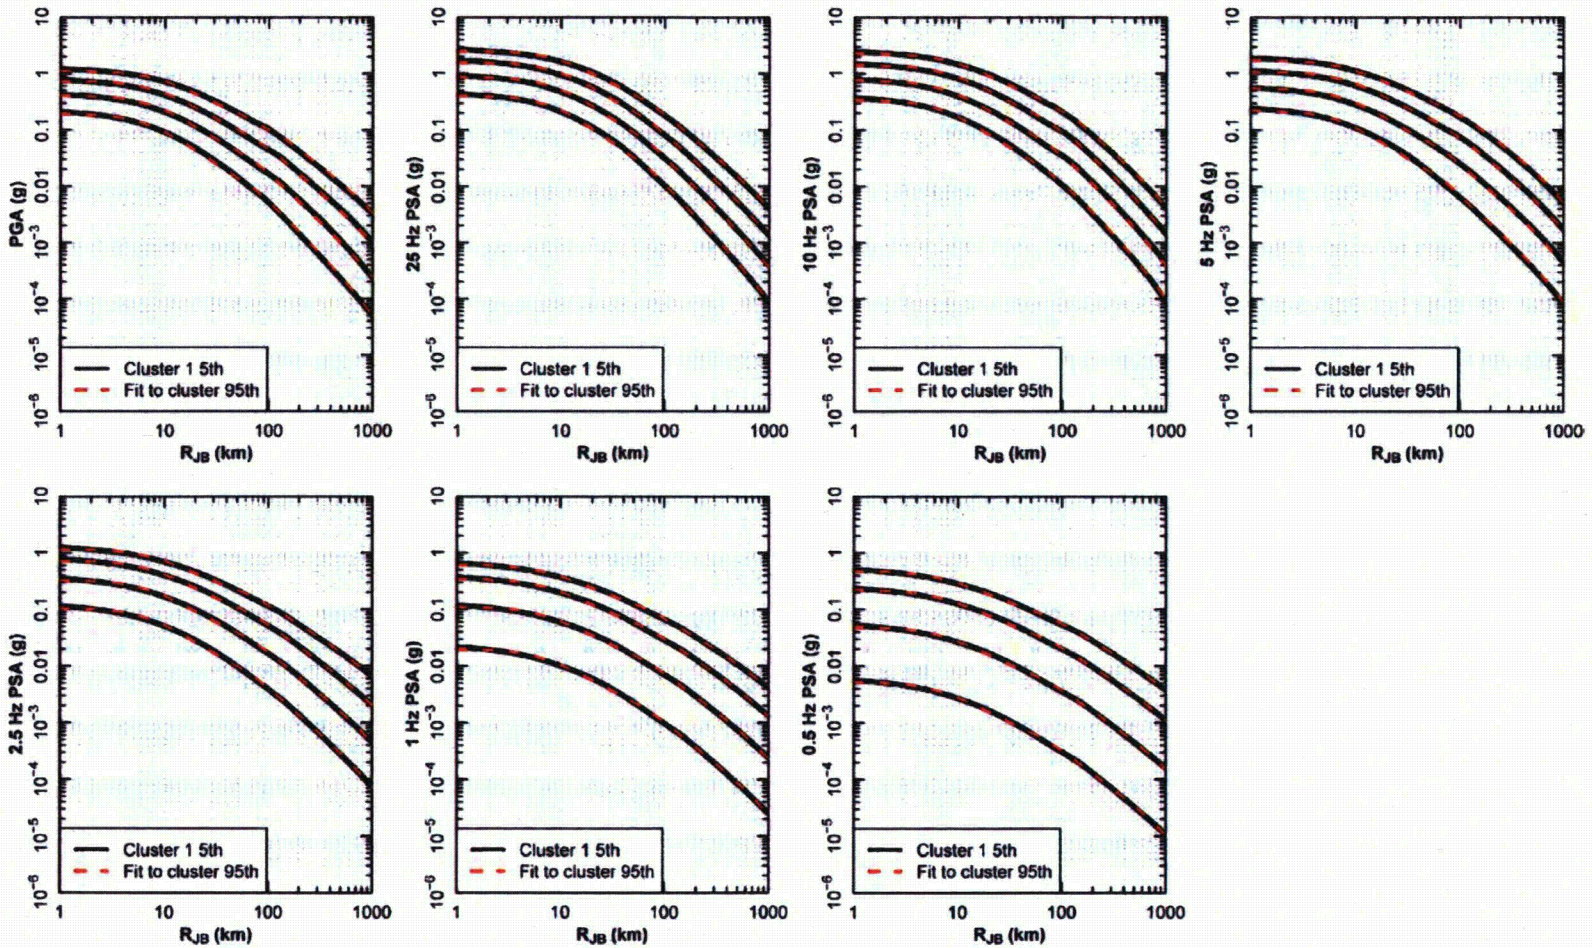 PGA (g)
10
1
0.1
0.01
10⁻³
10⁻⁴
10⁻⁵
10⁻⁶
Cluster 1 5th
Fit to cluster 95th
1 10 100 1000
R_JB (km)
25 Hz PSA (g)
10
1
0.1
0.01
10⁻³
10⁻⁴
10⁻⁵
10⁻⁶
Cluster 1 5th
Fit to cluster 95th
1 10 100 1000
R_JB (km)
10 Hz PSA (g)
10
1
0.1
0.01
10⁻³
10⁻⁴
10⁻⁵
10⁻⁶
Cluster 1 5th
Fit to cluster 95th
1 10 100 1000
R_JB (km)
5 Hz PSA (g)
10
1
0.1
0.01
10⁻³
10⁻⁴
10⁻⁵
10⁻⁶
Cluster 1 5th
Fit to cluster 95th
1 10 100 1000
R_JB (km)
2.5 Hz PSA (g)
10
1
0.1
0.01
10⁻³
10⁻⁴
10⁻⁵
10⁻⁶
Cluster 1 5th
Fit to cluster 95th
1 10 100 1000
R_JB (km)
1 Hz PSA (g)
10
1
0.1
0.01
10⁻³
10⁻⁴
10⁻⁵
10⁻⁶
Cluster 1 5th
Fit to cluster 95th
1 10 100 1000
R_JB (km)
0.5 Hz PSA (g)
10
1
0.1
0.01
10⁻³
10⁻⁴
10⁻⁵
10⁻⁶
Cluster 1 5th
Fit to cluster 95th
1 10 100 1000
R_JB (km)